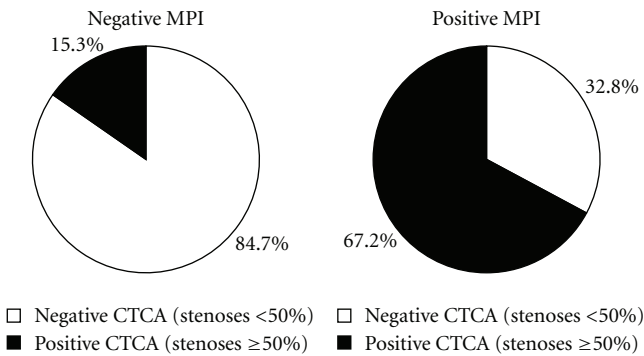 Negative MPI
15.3%
84.7%
Negative CTCA (stenoses <50%)
Positive CTCA (stenoses ≥50%)
Positive MPI
32.8%
67.2%
Negative CTCA (stenoses <50%)
Positive CTCA (stenoses ≥50%)